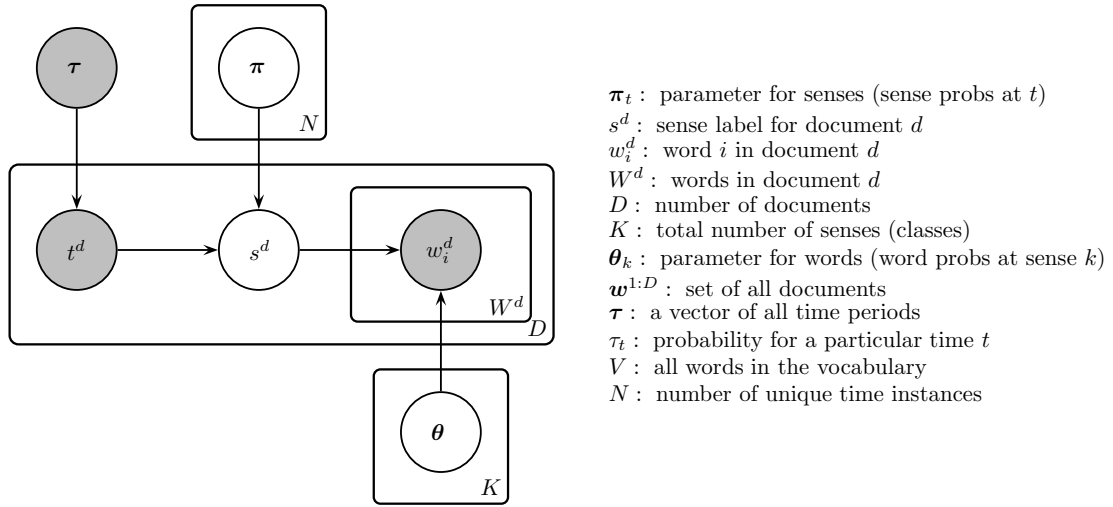 τ
π
N
t^d
s^d
w_i^d
W^d
D
θ
K
π_t : parameter for senses (sense probs at t)
s^d : sense label for document d
w_i^d : word i in document d
W^d : words in document d
D : number of documents
K : total number of senses (classes)
θ_k : parameter for words (word probs at sense k)
w^{1:D} : set of all documents
τ : a vector of all time periods
τ_t : probability for a particular time t
V : all words in the vocabulary
N : number of unique time instances